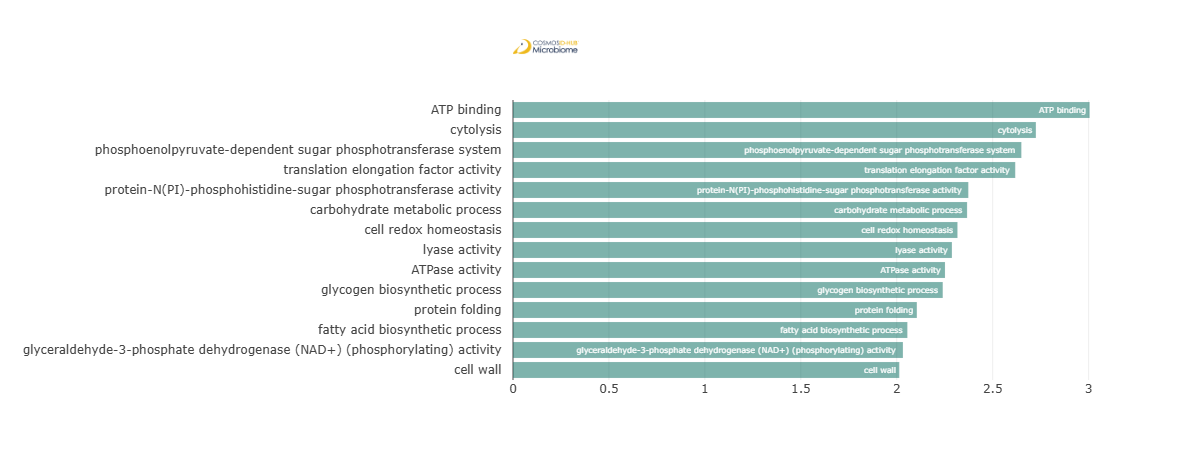 COSMOSID-HUB
Microbiome
ATP binding
ATP binding
cytolysis
cytolysis
phosphoenolpyruvate-dependent sugar phosphotransferase system
phosphoenolpyruvate-dependent sugar phosphotransferase system
translation elongation factor activity
translation elongation factor activity
protein-N(PI)-phosphohistidine-sugar phosphotransferase activity
protein-N(PI)-phosphohistidine-sugar phosphotransferase activity
carbohydrate metabolic process
carbohydrate metabolic process
cell redox homeostasis
cell redox homeostasis
lyase activity
lyase activity
ATPase activity
ATPase activity
glycogen biosynthetic process
glycogen biosynthetic process
protein folding
protein folding
fatty acid biosynthetic process
fatty acid biosynthetic process
glyceraldehyde-3-phosphate dehydrogenase (NAD+) (phosphorylating) activity
glyceraldehyde-3-phosphate dehydrogenase (NAD+) (phosphorylating) activity
cell wall
cell wall
0 0.5 1 1.5 2 2.5 3